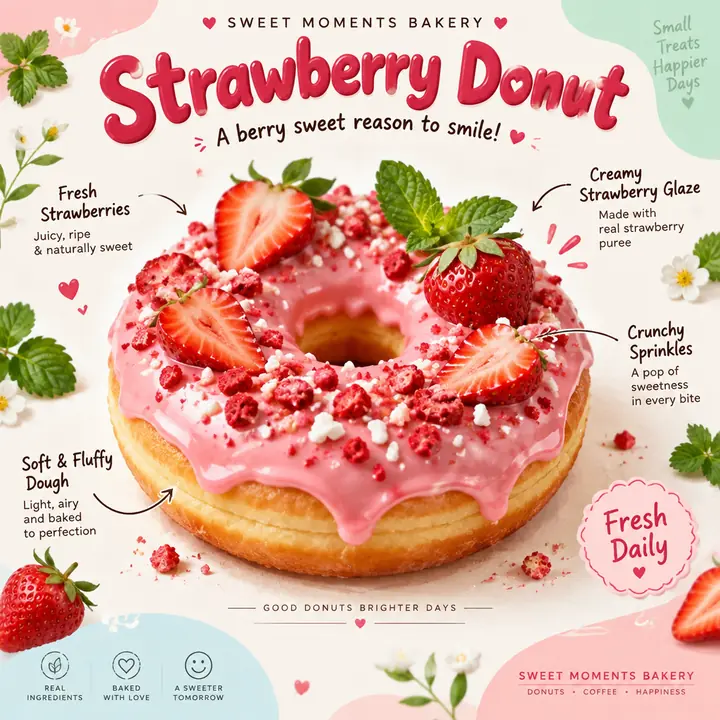 SWEET MOMENTS BAKERY
Strawberry Donut
A berry sweet reason to smile!
Small
Treats
Happier
Days
Fresh
Strawberries
Juicy, ripe
& naturally sweet
Creamy
Strawberry Glaze
Made with
real strawberry
puree
Crunchy
Sprinkles
A pop of
sweetness
in every bite
Soft & Fluffy
Dough
Light, airy
and baked
to perfection
Fresh
Daily
GOOD DONUTS BRIGHTER DAYS
REAL
INGREDIENTS
BAKED
WITH LOVE
A SWEETER
TOMORROW
SWEET MOMENTS BAKERY
DONUTS • COFFEE • HAPPINESS